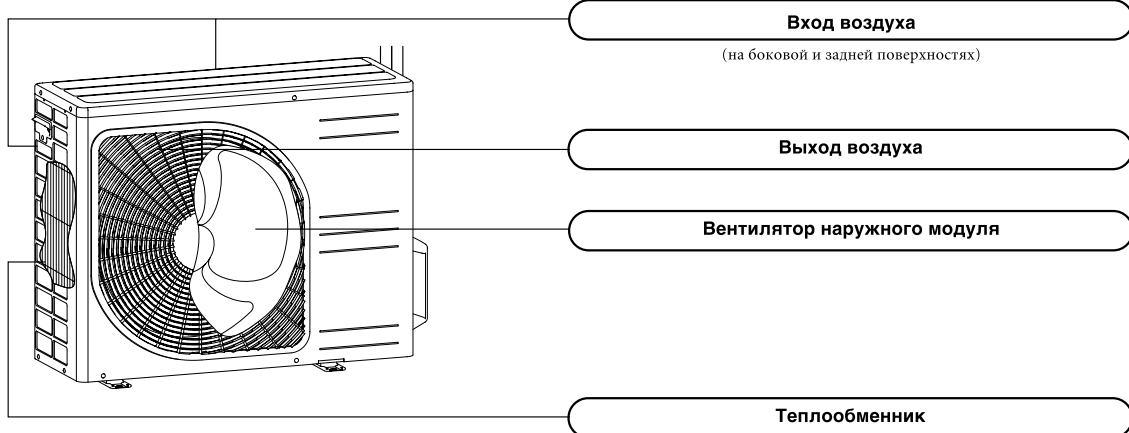 Вход воздуха
(на боковой и задней поверхностях)
Выход воздуха
Вентилятор наружного модуля
Теплообменник